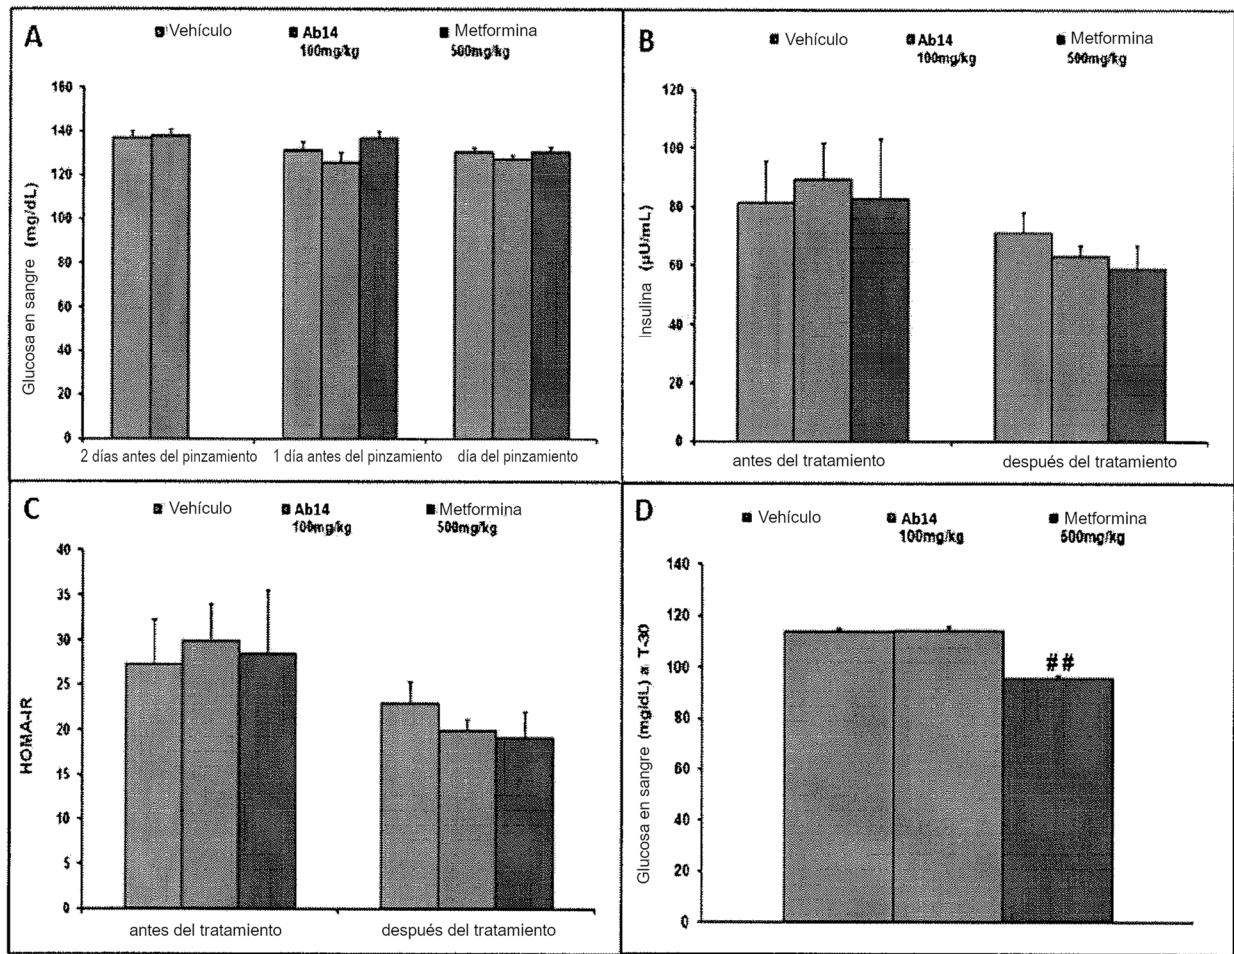 A
Vehículo Ab14 Metformina
100mg/kg 500mg/kg
160
140
120
100
80
60
40
20
0
Glucosa en sangre (mg/dL)
2 días antes del pinzamiento 1 día antes del pinzamiento día del pinzamiento
B
Vehículo Ab14 Metformina
100mg/kg 500mg/kg
120
100
80
60
40
20
0
Insulina (µU/mL)
antes del tratamiento después del tratamiento
C
Vehículo Ab14 Metformina
100mg/kg 500mg/kg
40
35
30
25
20
15
10
5
0
HOMA-IR
antes del tratamiento después del tratamiento
D
Vehículo Ab14 Metformina
100mg/kg 500mg/kg
140
120
100
80
60
40
20
0
Glucosa en sangre (mg/dL) a T-30
##